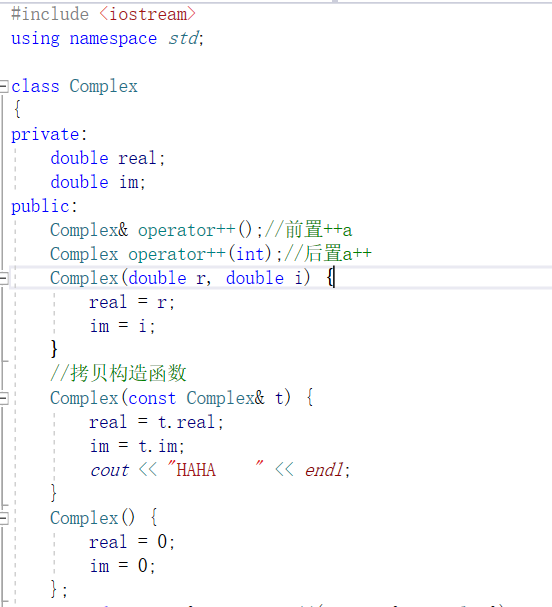 #include <iostream>
using namespace std;
class Complex
{
private:
double real;
double im;
public:
Complex& operator++();//前置++a
Complex operator++(int);//后置a++
Complex(double r, double i) {
real = r;
im = i;
}
//拷贝构造函数
Complex(const Complex& t) {
real = t.real;
im = t.im;
cout << "HAHA    " << endl;
}
Complex() {
real = 0;
im = 0;
};